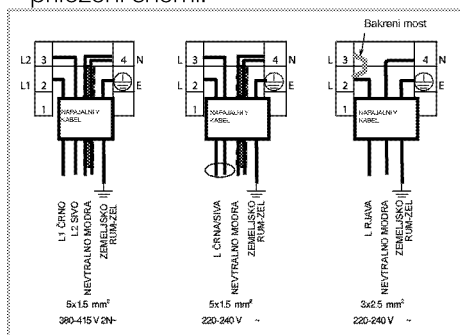 priloženi shemi.
Bakreni most
L2 3 4 N
L1 2 E
1
NAPAJALNI KABEL
L1 ČRNO
L2 SIVO
NEVTRALNO MODRA
ZEMELJSKO RUM-ZEL
5x1.5 mm²
380-415 V 2N~
L 3 4 N
L 2 E
1
NAPAJALNI KABEL
L ČRNA/SIVA
NEVTRALNO MODRA
ZEMELJSKO RUM-ZEL
5x1.5 mm²
220-240 V ~
L 3 4 N
L 2 E
1
NAPAJALNI KABEL
L RJAVA
NEVTRALNO MODRA
ZEMELJSKO RUM-ZEL
3x2.5 mm²
220-240 V ~